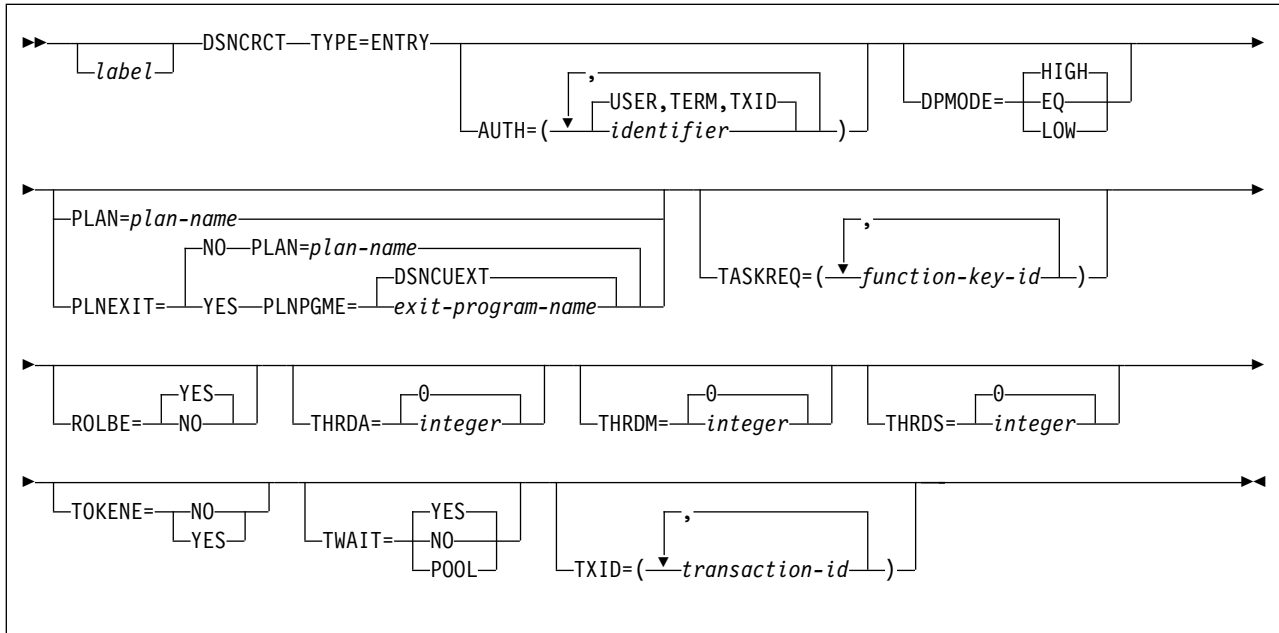 DSNCRCT TYPE=ENTRY
label
,
HIGH
USER,TERM,TXID
DPMODE= EQ
AUTH=( identifier )
LOW
PLAN=plan-name
,
NO PLAN=plan-name
DSNCUEXT
TASKREQ=( function-key-id )
PLNEXIT= YES PLNPGME= exit-program-name
YES
0
0
0
ROLBE= NO
THRDA= integer
THRDM= integer
THRDS= integer
TOKENE= NO
YES
YES
TWAIT= NO
POOL
,
TXID=( transaction-id )